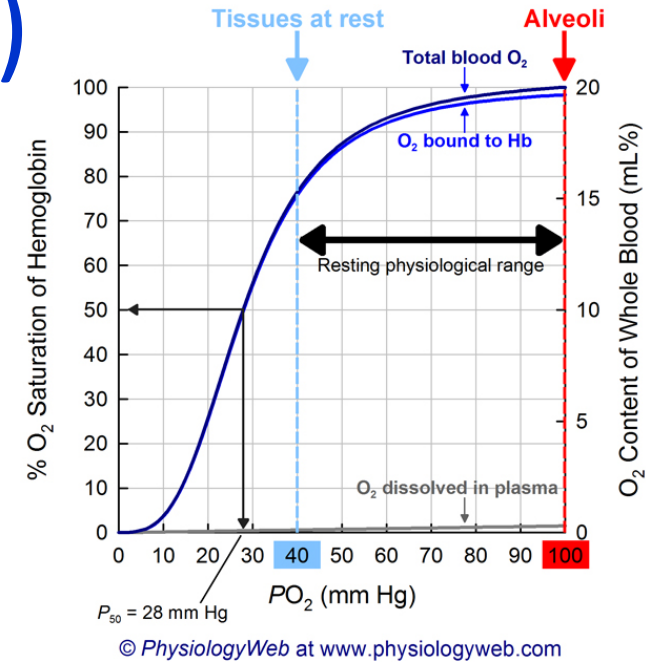 )
Tissues at rest
Alveoli
Total blood O₂
O₂ bound to Hb
Resting physiological range
O₂ dissolved in plasma
% O₂ Saturation of Hemoglobin
100
90
80
70
60
50
40
30
20
10
0
O₂ Content of Whole Blood (mL%)
20
15
10
5
0
0 10 20 30 40 50 60 70 80 90 100
PO₂ (mm Hg)
P₅₀ = 28 mm Hg
© PhysiologyWeb at www.physiologyweb.com